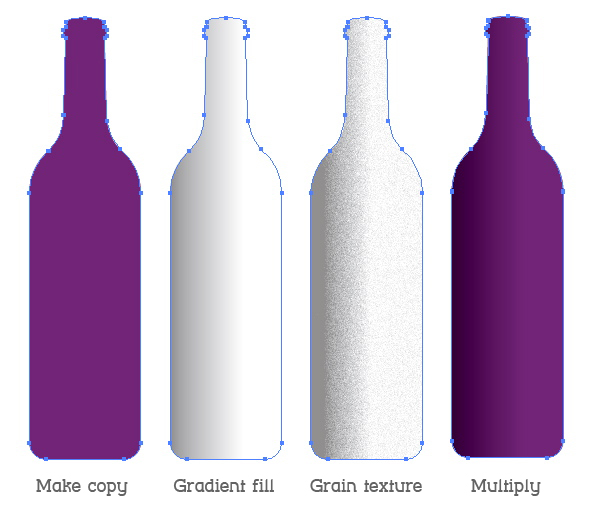 Make copy
Gradient fill
Grain texture
Multiply